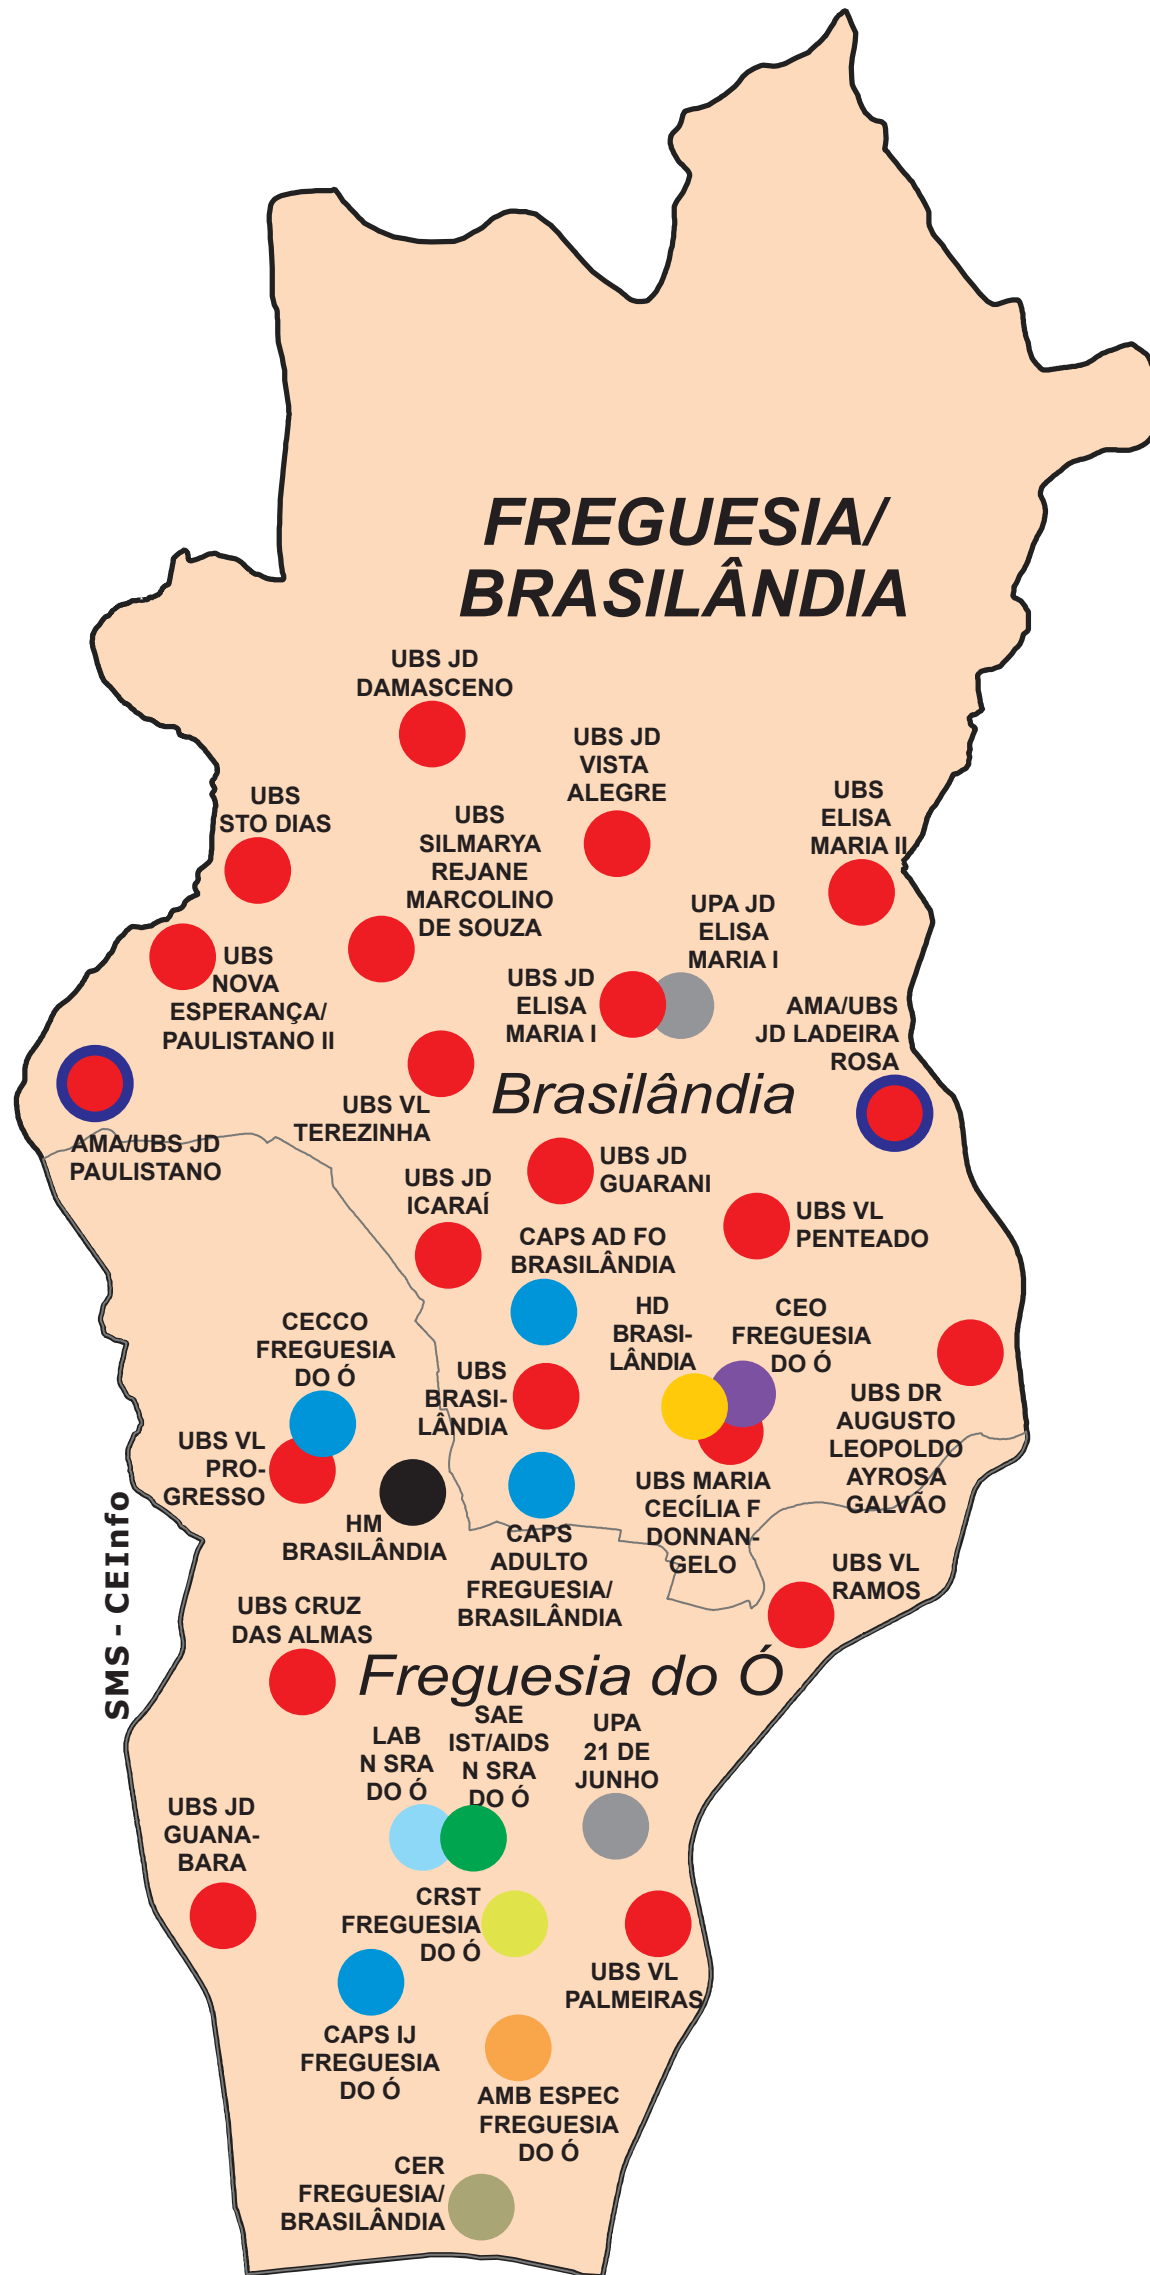 FREGUESIA/
BRASILÂNDIA
UBS JD
DAMASCENO
UBS JD
VISTA
ALEGRE
UBS
STO DIAS
UBS
ELISA
MARIA II
UBS
SILMARYA
REJANE
MARCOLINO
DE SOUZA
UPA JD
ELISA
MARIA I
UBS
NOVA
ESPERANÇA/
PAULISTANO II
UBS JD
ELISA
MARIA I
AMA/UBS
JD LADEIRA
ROSA
Brasilândia
UBS VL
TEREZINHA
AMA/UBS JD
PAULISTANO
UBS JD
GUARANI
UBS JD
ICARAÍ
UBS VL
PENTEADO
CAPS AD FO
BRASILÂNDIA
HD
BRASI-
LÂNDIA
CEO
FREGUESIA
DO Ó
CECCO
FREGUESIA
DO Ó
UBS
BRASI-
LÂNDIA
UBS DR
AUGUSTO
LEOPOLDO
AYROSA
GALVÃO
UBS VL
PRO-
GRESSO
UBS MARIA
CECÍLIA F
DONNAN-
GELO
HM
BRASILÂNDIA
CAPS
ADULTO
FREGUESIA/
BRASILÂNDIA
UBS VL
RAMOS
SMS - CEInfo
UBS CRUZ
DAS ALMAS
Freguesia do Ó
LAB
N SRA
DO Ó
SAE
IST/AIDS
N SRA
DO Ó
UPA
21 DE
JUNHO
UBS JD
GUANA-
BARA
CRST
FREGUESIA
DO Ó
UBS VL
PALMEIRAS
CAPS IJ
FREGUESIA
DO Ó
AMB ESPEC
FREGUESIA
DO Ó
CER
FREGUESIA/
BRASILÂNDIA